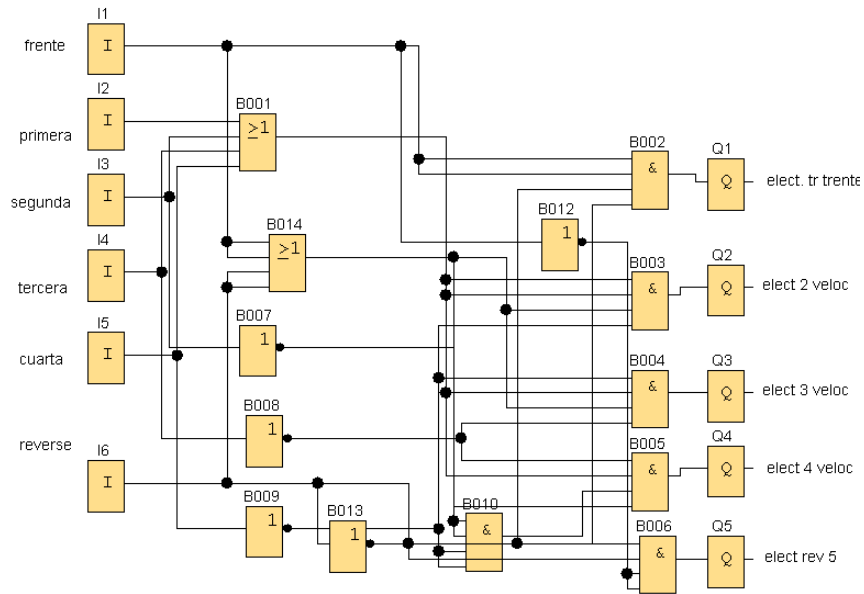 I1
frente
I
I2
primera
I
B001
≥1
I3
segunda
I
I4
tercera
I
B014
≥1
I5
cuarta
I
B007
1
B008
1
reverse
I6
I
B009
1
B013
1
B010
&
B012
1
B002
&
Q1
Q
elect. tr trente
B003
&
Q2
Q
elect 2 veloc
B004
&
Q3
Q
elect 3 veloc
B005
&
Q4
Q
elect 4 veloc
B006
&
Q5
Q
elect rev 5